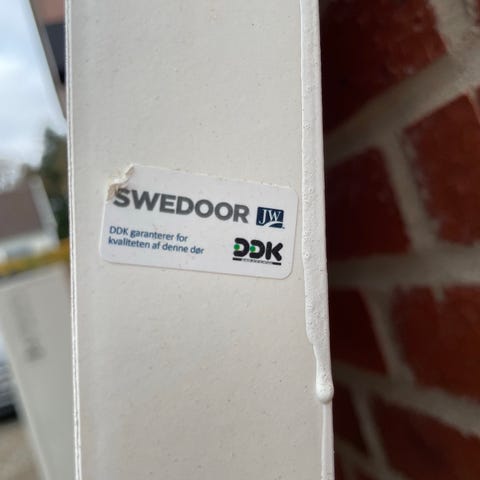 SWEDOOR JW
DDK garanterer for
kvaliteten af denne dør
DDK